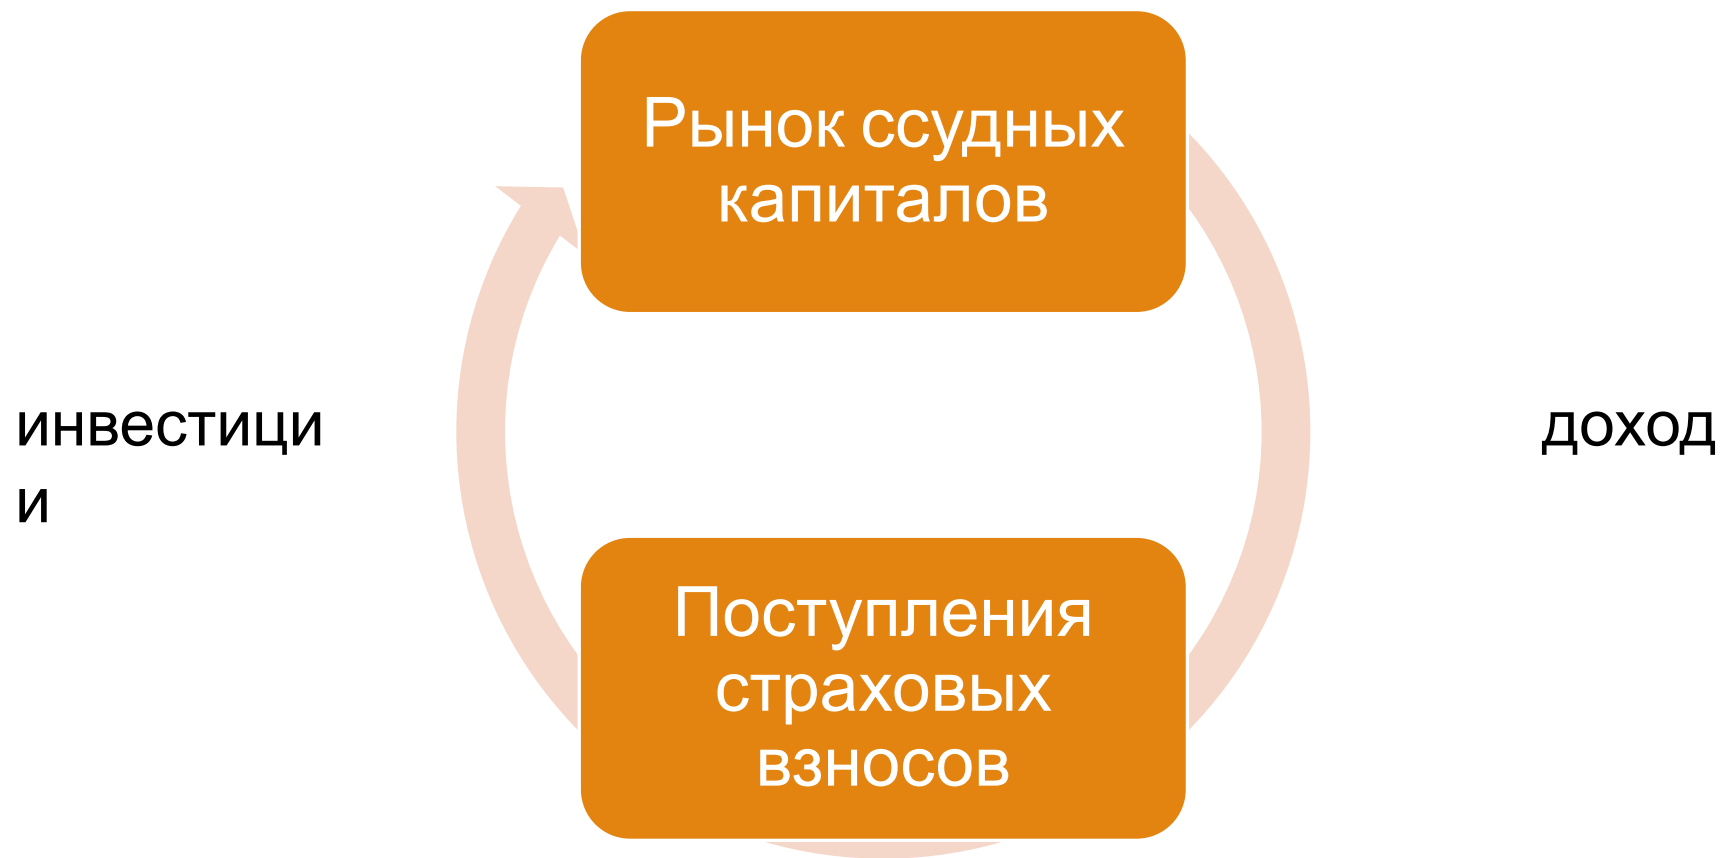 Рынок ссудных
капиталов
инвестици
и
доход
Поступления
страховых
взносов